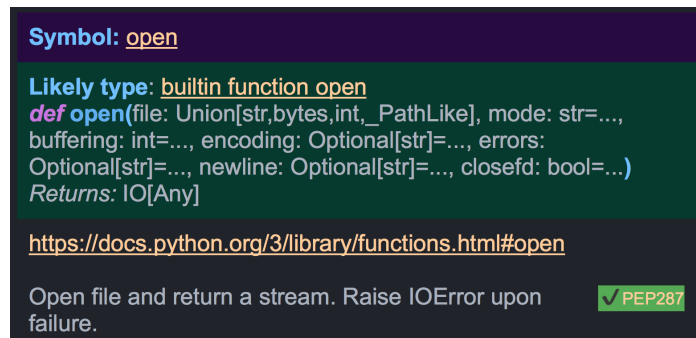 Symbol: open
Likely type: builtin function open
def open(file: Union[str,bytes,int,_PathLike], mode: str=...,
buffering: int=..., encoding: Optional[str]=..., errors:
Optional[str]=..., newline: Optional[str]=..., closefd: bool=...)
Returns: IO[Any]
https://docs.python.org/3/library/functions.html#open
Open file and return a stream. Raise IOError upon
failure.
✔PEP287